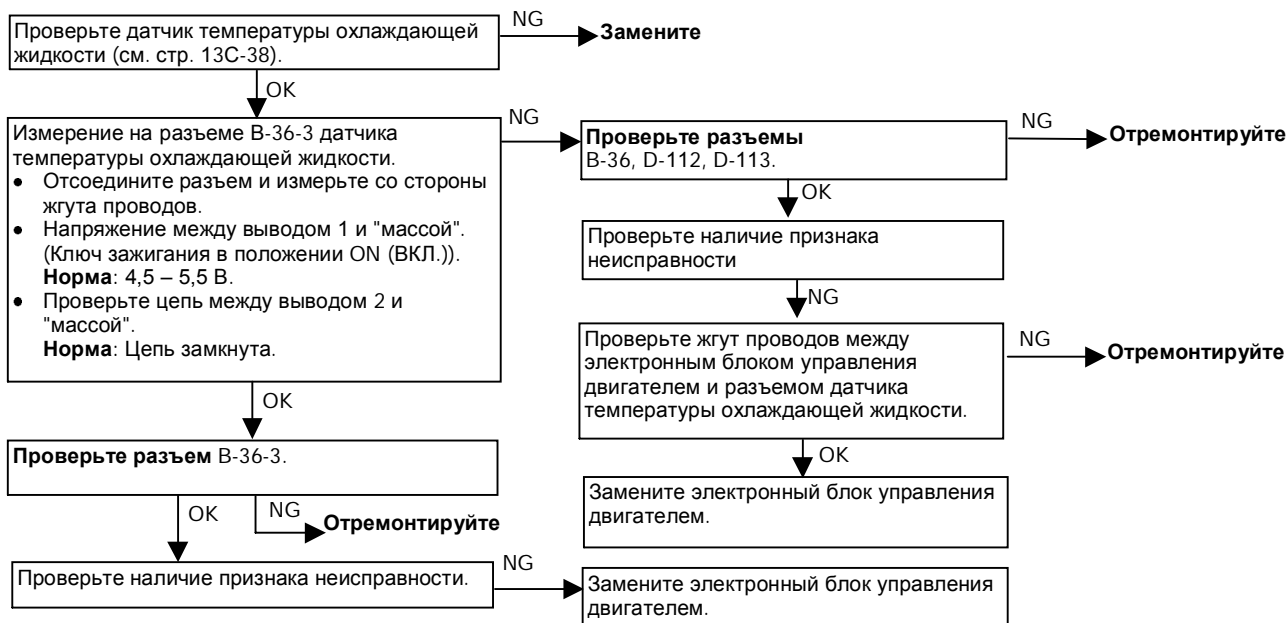 Проверьте датчик температуры охлаждающей
жидкости (см. стр. 13C-38).
NG
Замените
OK
Измерение на разъеме B-36-3 датчика
температуры охлаждающей жидкости.
• Отсоедините разъем и измерьте со стороны
жгута проводов.
• Напряжение между выводом 1 и "массой".
(Ключ зажигания в положении ON (ВКЛ.)).
Норма: 4,5 – 5,5 В.
• Проверьте цепь между выводом 2 и
"массой".
Норма: Цепь замкнута.
NG
Проверьте разъемы
B-36, D-112, D-113.
NG
Отремонтируйте
OK
Проверьте наличие признака
неисправности
NG
Проверьте жгут проводов между
электронным блоком управления
двигателем и разъемом датчика
температуры охлаждающей жидкости.
NG
Отремонтируйте
OK
Замените электронный блок управления
двигателем.
OK
Проверьте разъем B-36-3.
OK
NG
Отремонтируйте
Проверьте наличие признака неисправности.
NG
Замените электронный блок управления
двигателем.